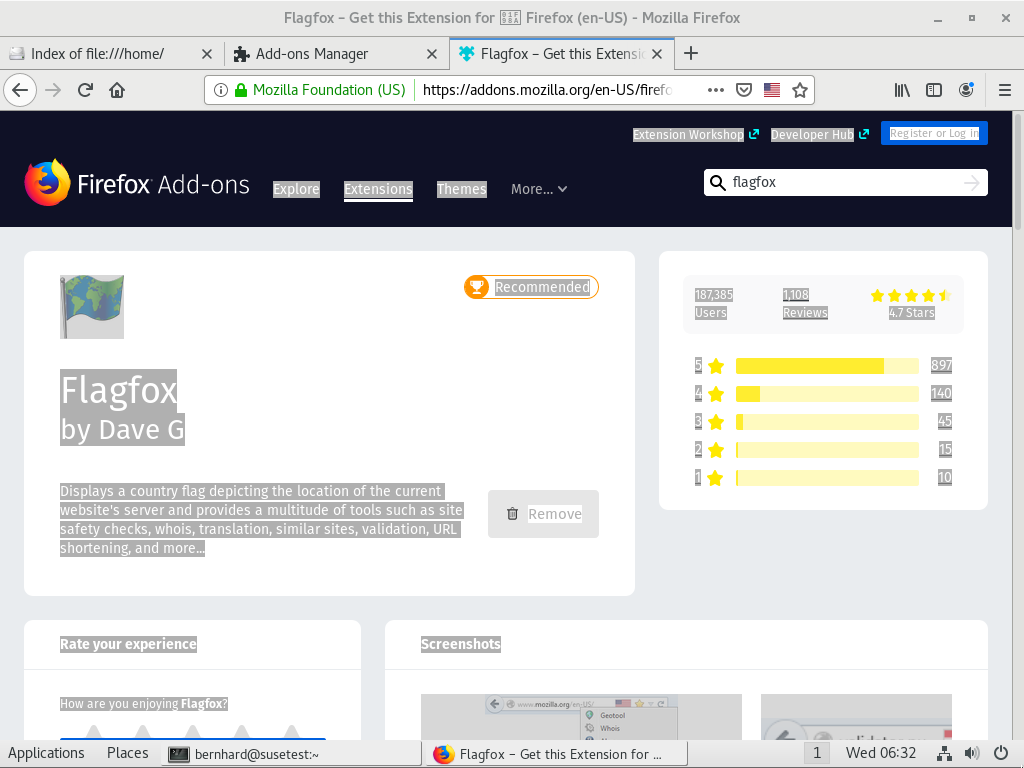 Flagfox – Get this Extension for 🦊 Firefox (en-US) - Mozilla Firefox
Index of file:///home/
Add-ons Manager
Flagfox – Get this Extensi
Mozilla Foundation (US)
https://addons.mozilla.org/en-US/firefo
Extension Workshop
Developer Hub
Register or Log in
Firefox Add-ons
Explore
Extensions
Themes
More...
flagfox
Recommended
Flagfox
by Dave G
Displays a country flag depicting the location of the current
website's server and provides a multitude of tools such as site
safety checks, whois, translation, similar sites, validation, URL
shortening, and more...
Remove
187,385
Users
1,108
Reviews
4.7 Stars
5 897
4 140
3 45
2 15
1 10
Rate your experience
How are you enjoying Flagfox?
Screenshots
www.mozilla.org/en-US/
Geotool
Whois
Applications
Places
bernhard@susetest:~
Flagfox – Get this Extension for ...
1
Wed 06:32